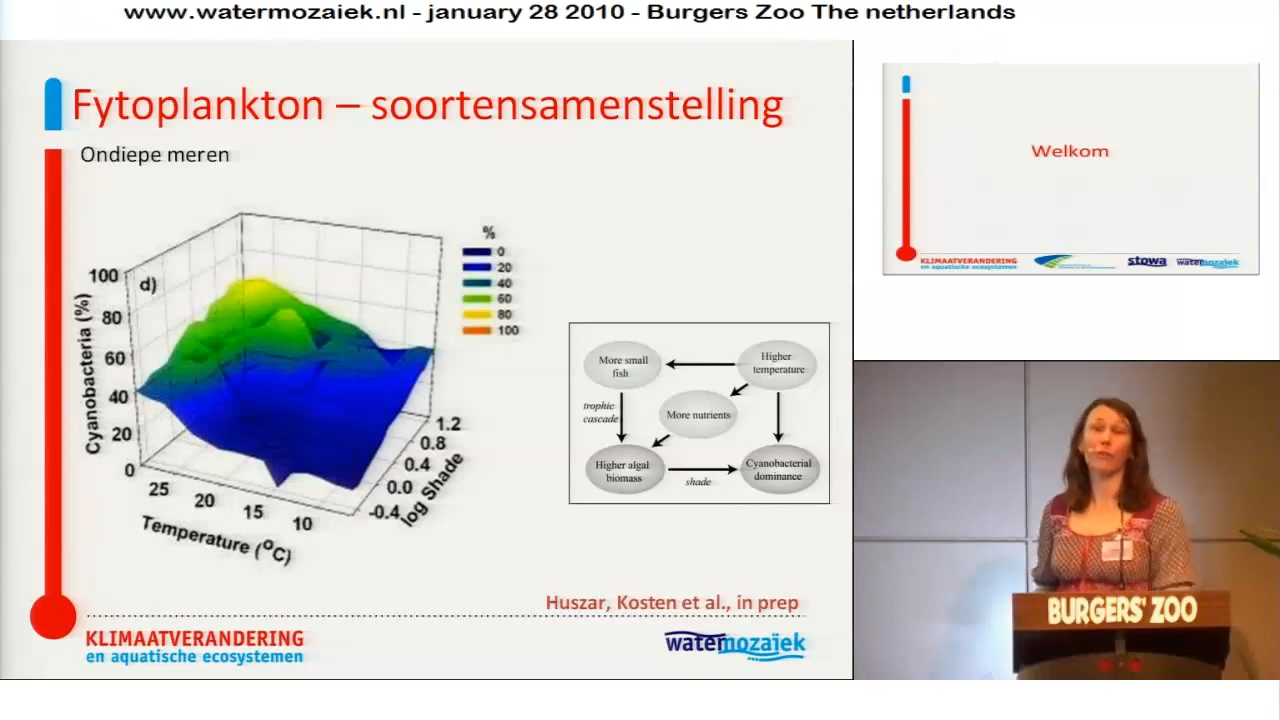 www.watermozaiek.nl - january 28 2010 - Burgers Zoo The netherlands
Fytoplankton – soortensamenstelling
Ondiepe meren
d)
Cyanobacteria (%)
100
80
60
40
20
0
25
20
15
10
Temperature (°C)
-0.4
0.0
0.4
0.8
1.2
log Shade
%
0
20
40
60
80
100
More small
fish
Higher
temperature
trophic
cascade
More nutrients
Higher algal
biomass
shade
Cyanobacterial
dominance
Huszar, Kosten et al., in prep
KLIMAATVERANDERING
en aquatische ecosystemen
watermozaiek
Welkom
KLIMAATVERANDERING
en aquatische ecosystemen
stowa
watermozaiek
BURGERS' ZOO